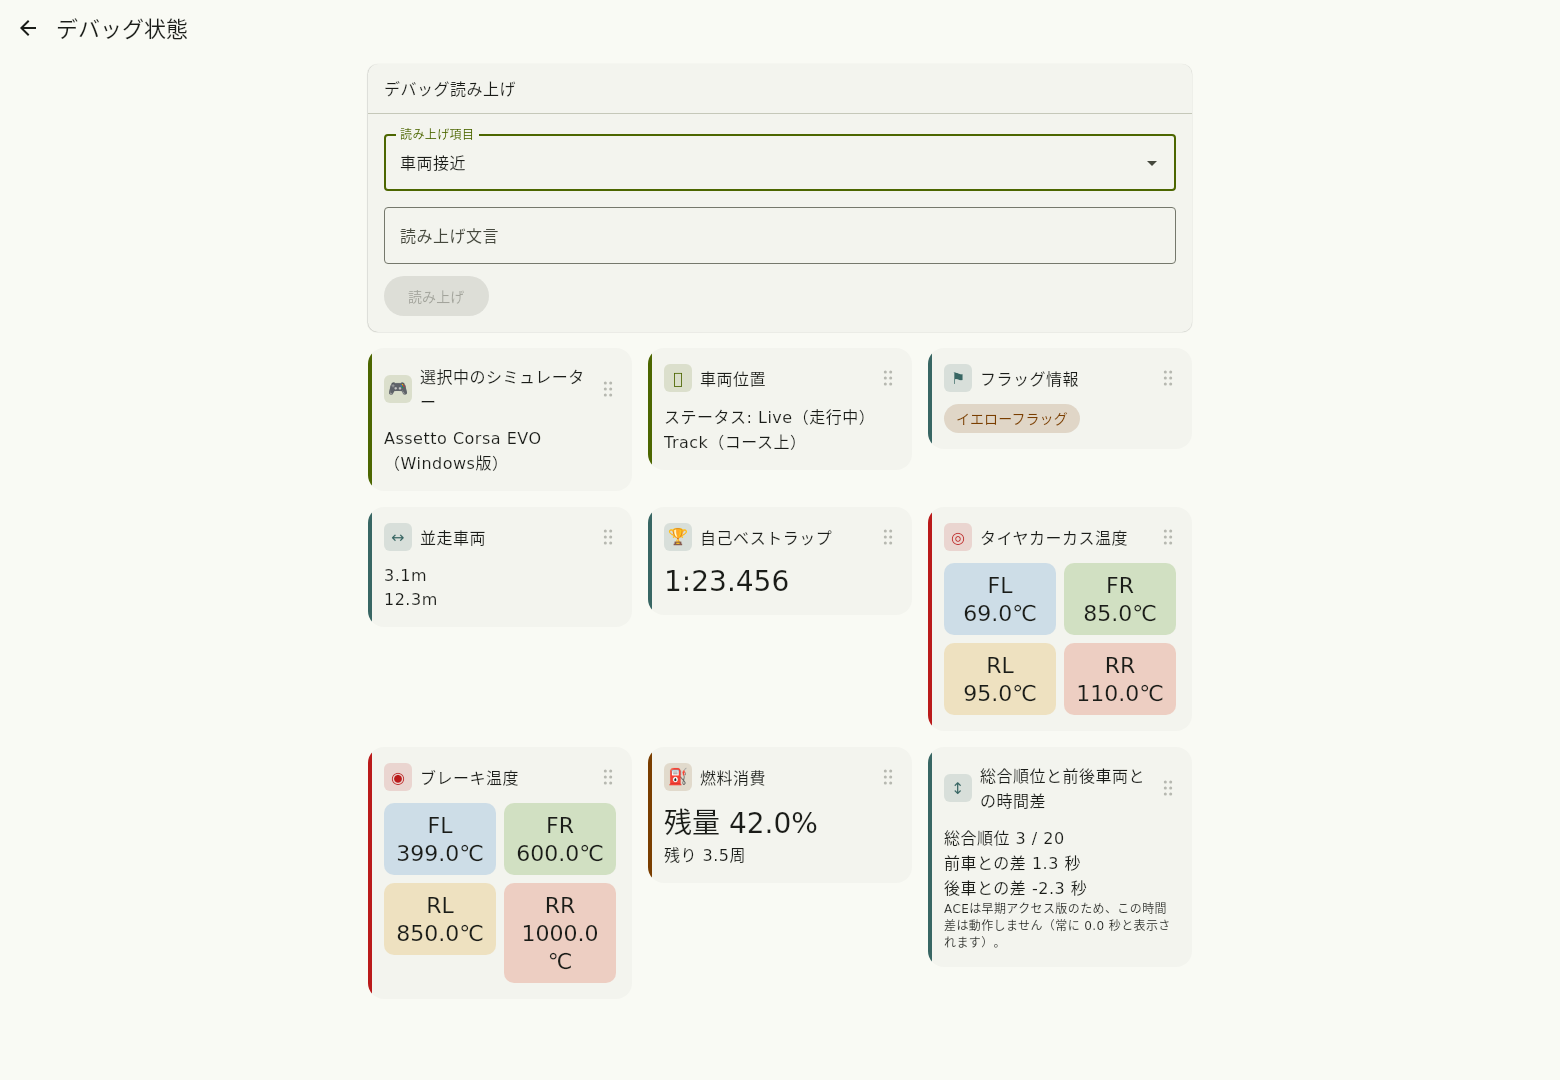 デバッグ状態
デバッグ読み上げ
読み上げ項目
車両接近
読み上げ文言
読み上げ
選択中のシミュレータ
ー
Assetto Corsa EVO
（Windows版）
車両位置
ステータス: Live（走行中）
Track（コース上）
フラッグ情報
イエローフラッグ
並走車両
3.1m
12.3m
自己ベストラップ
1:23.456
タイヤカーカス温度
FL
69.0℃
FR
85.0℃
RL
95.0℃
RR
110.0℃
ブレーキ温度
FL
399.0℃
FR
600.0℃
RL
850.0℃
RR
1000.0
℃
燃料消費
残量 42.0%
残り 3.5周
総合順位と前後車両と
の時間差
総合順位 3 / 20
前車との差 1.3 秒
後車との差 -2.3 秒
ACEは早期アクセス版のため、この時間
差は動作しません（常に 0.0 秒と表示さ
れます）。